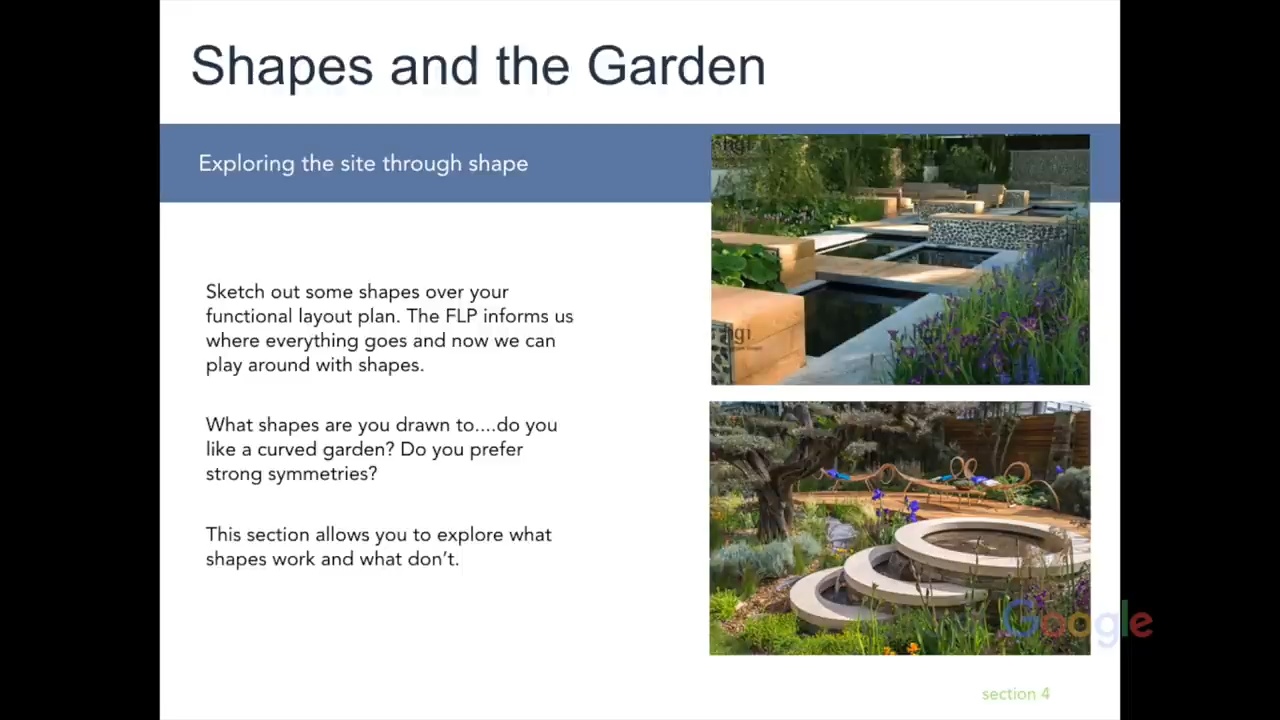 Shapes and the Garden
Exploring the site through shape
hgi
Sketch out some shapes over your
functional layout plan. The FLP informs us
where everything goes and now we can
play around with shapes.
hgi
hgi
What shapes are you drawn to....do you
like a curved garden? Do you prefer
strong symmetries?
This section allows you to explore what
shapes work and what don't.
Google
section 4